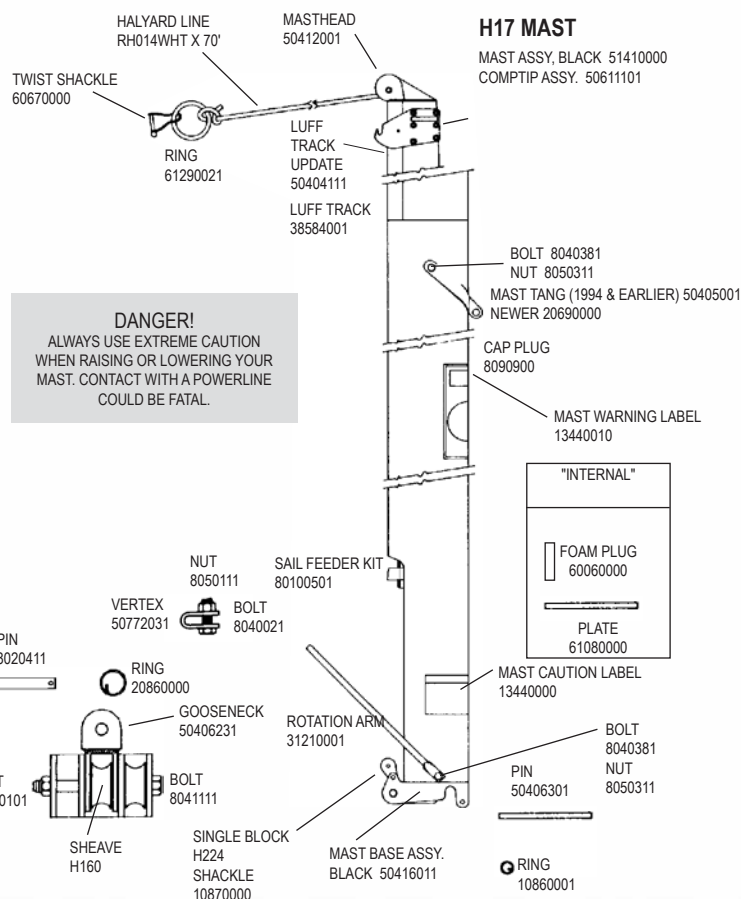 H17 MAST
MAST ASSY, BLACK 51410000
COMPTIP ASSY. 50611101
HALYARD LINE
RH014WHT X 70'
MASTHEAD
50412001
TWIST SHACKLE
60670000
RING
61290021
LUFF
TRACK
UPDATE
50404111
LUFF TRACK
38584001
BOLT 8040381
NUT 8050311
MAST TANG (1994 & EARLIER) 50405001
NEWER 20690000
DANGER!
ALWAYS USE EXTREME CAUTION
WHEN RAISING OR LOWERING YOUR
MAST. CONTACT WITH A POWERLINE
COULD BE FATAL.
CAP PLUG
8090900
MAST WARNING LABEL
13440010
"INTERNAL"
FOAM PLUG
60060000
PLATE
61080000
NUT
8050111
SAIL FEEDER KIT
80100501
VERTEX
50772031
BOLT
8040021
PIN
8020411
RING
20860000
GOOSENECK
50406231
MAST CAUTION LABEL
13440000
ROTATION ARM
31210001
BOLT
8040381
NUT
8050311
PIN
50406301
BOLT
8041111
0101
SHEAVE
H160
SINGLE BLOCK
H224
SHACKLE
10870000
MAST BASE ASSY.
BLACK 50416011
RING
10860001